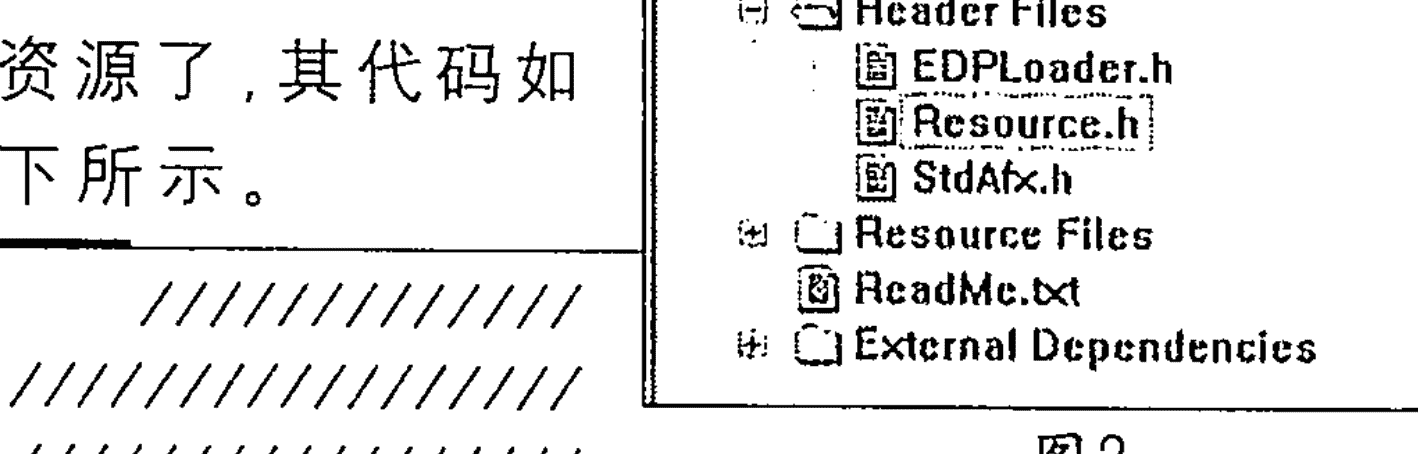 资源了,其代码如
下所示。
/////////////
/////////////////
Header Files
EDPLoader.h
Resource.h
StdAfx.h
Resource Files
ReadMe.txt
External Dependencies